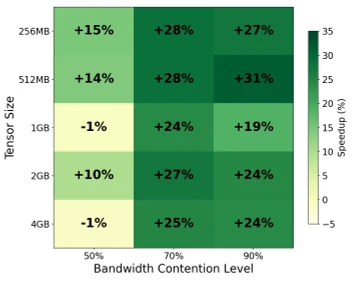 256MB +15% +28% +27%
512MB +14% +28% +31%
1GB -1% +24% +19%
2GB +10% +27% +24%
4GB -1% +25% +24%
50% 70% 90%
Bandwidth Contention Level
Tensor Size
35
30
25
20
15
10
5
0
−5
Speedup (%)